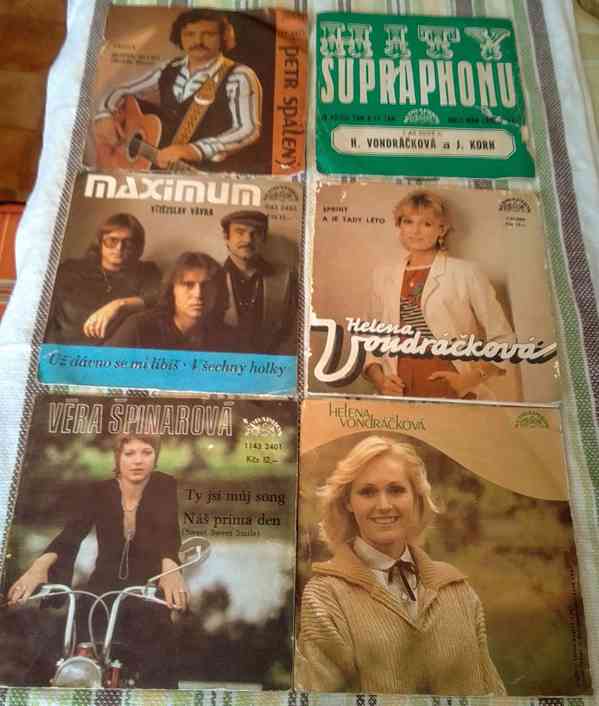 PETR SPÁLENÝ
HITY
SUPRAPHONU
H. VONDRÁČKOVÁ a J. KORN
maximum
VÍTĚZSLAV VÁVRA
1143 2403
Už dávno se mi líbíš • Všechny holky
SPRINT
A JE TADY LÉTO
Helena
Vondráčková
VĚRA ŠPINAROVÁ
1143 2401
Kčs 12,–
Ty jsi můj song
Náš prima den
(Sweet Sweet Smile)
HELENA
VONDRÁČKOVÁ